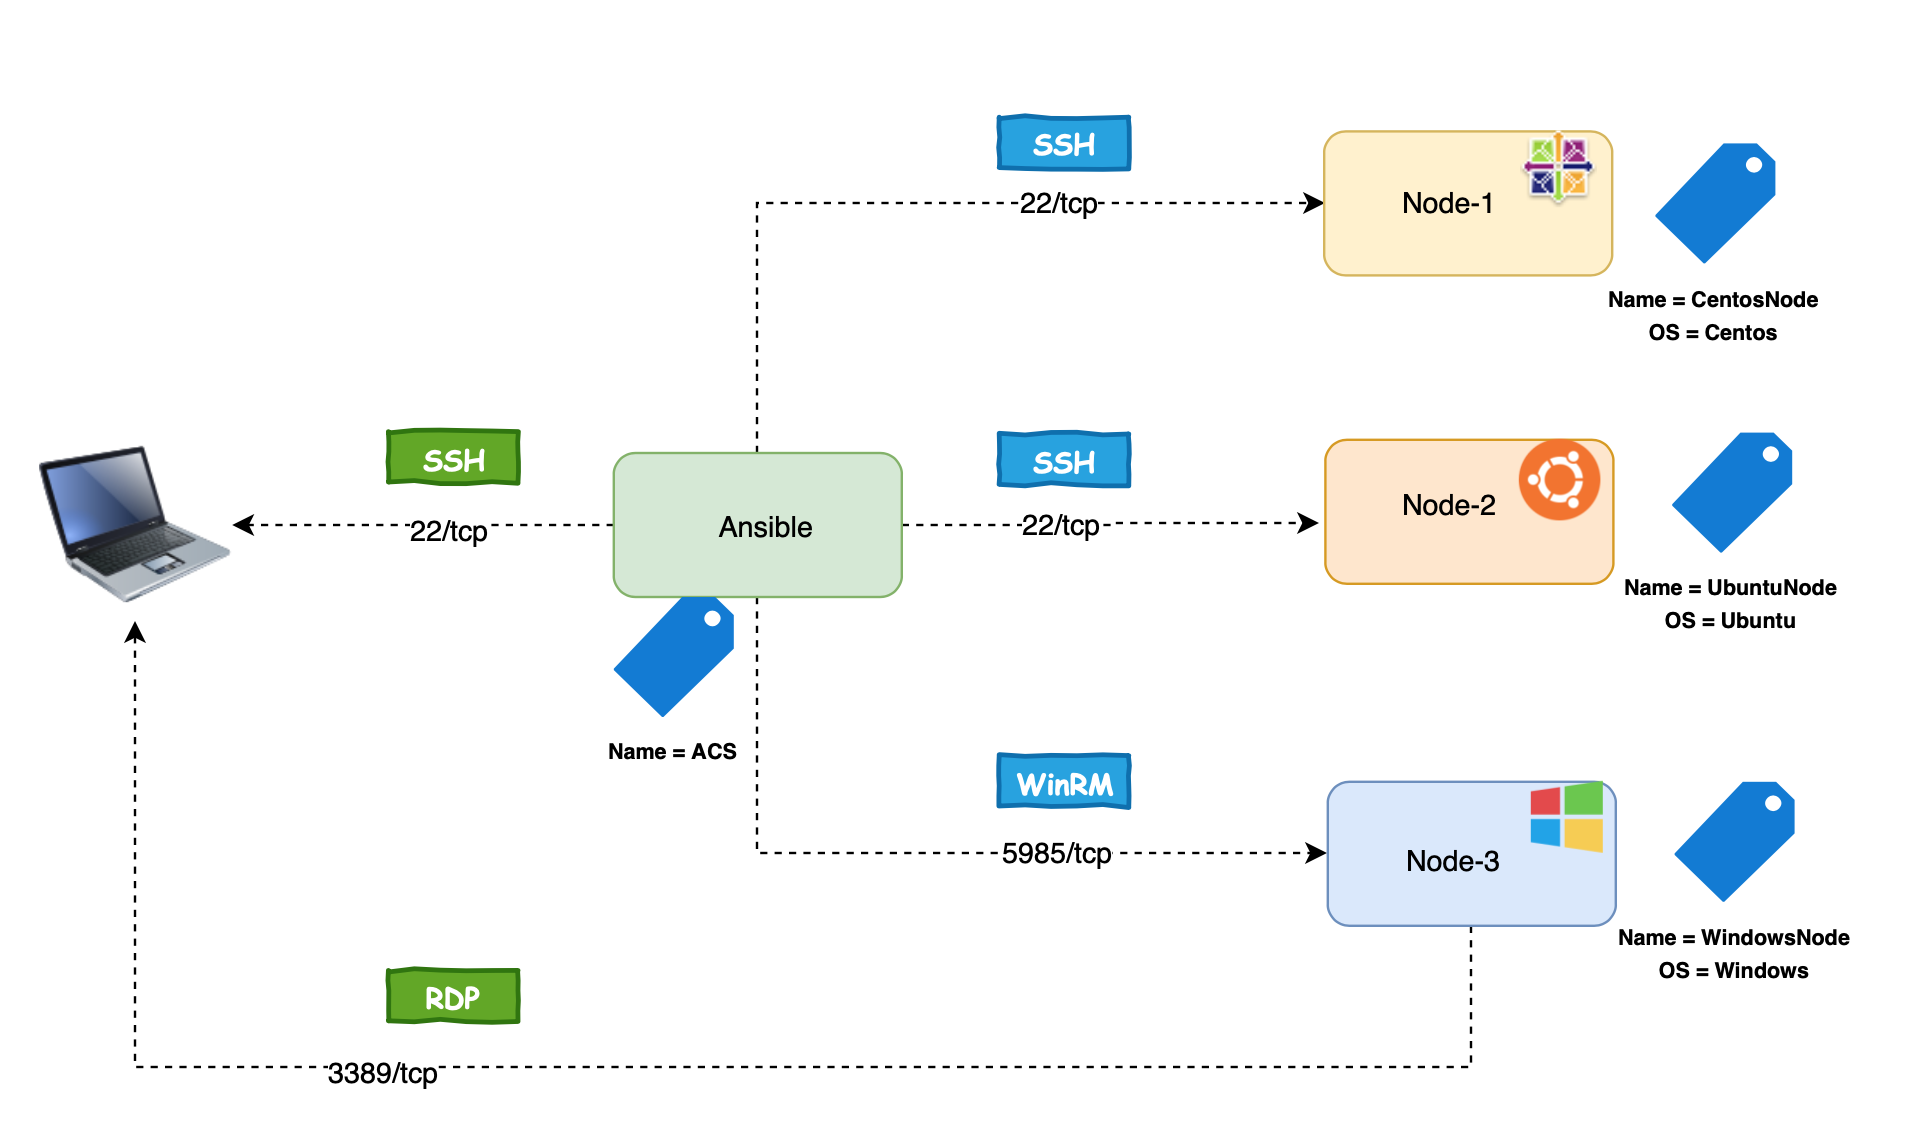 SSH
22/tcp
Node-1
Name = CentosNode
OS = Centos
SSH
22/tcp
Ansible
SSH
22/tcp
Node-2
Name = UbuntuNode
OS = Ubuntu
Name = ACS
WinRM
5985/tcp
Node-3
Name = WindowsNode
OS = Windows
RDP
3389/tcp